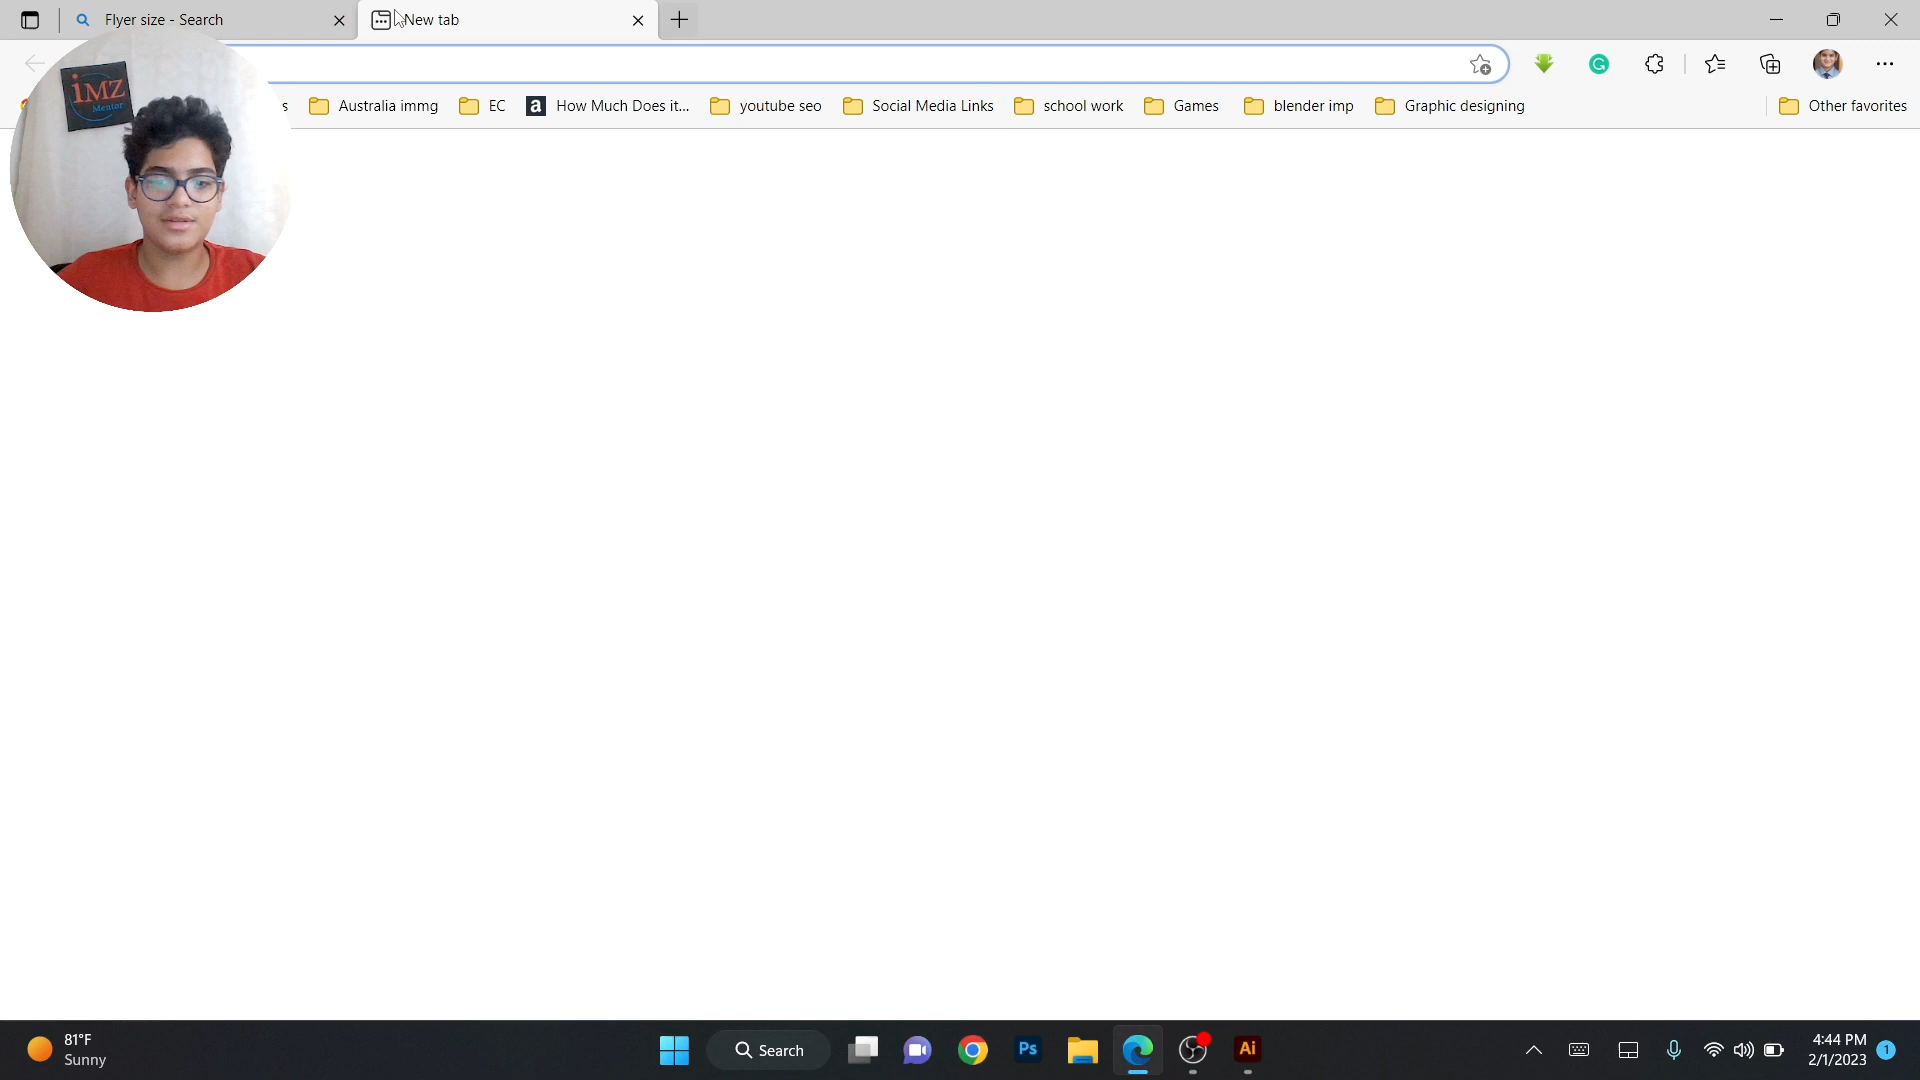 Flyer size - Search
New tab
iMZ
Mentor
s
Australia immg
EC
a
How Much Does it...
youtube seo
Social Media Links
school work
Games
blender imp
Graphic designing
Other favorites
81°F
Sunny
Search
Ps
Ai
4:44 PM
2/1/2023
1